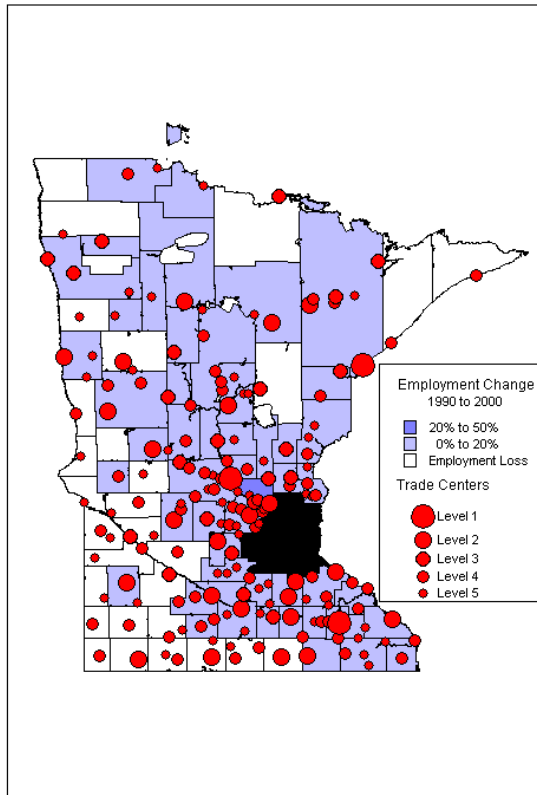 Employment Change
1990 to 2000
20% to 50%
0% to 20%
Employment Loss
Trade Centers
Level 1
Level 2
Level 3
Level 4
Level 5